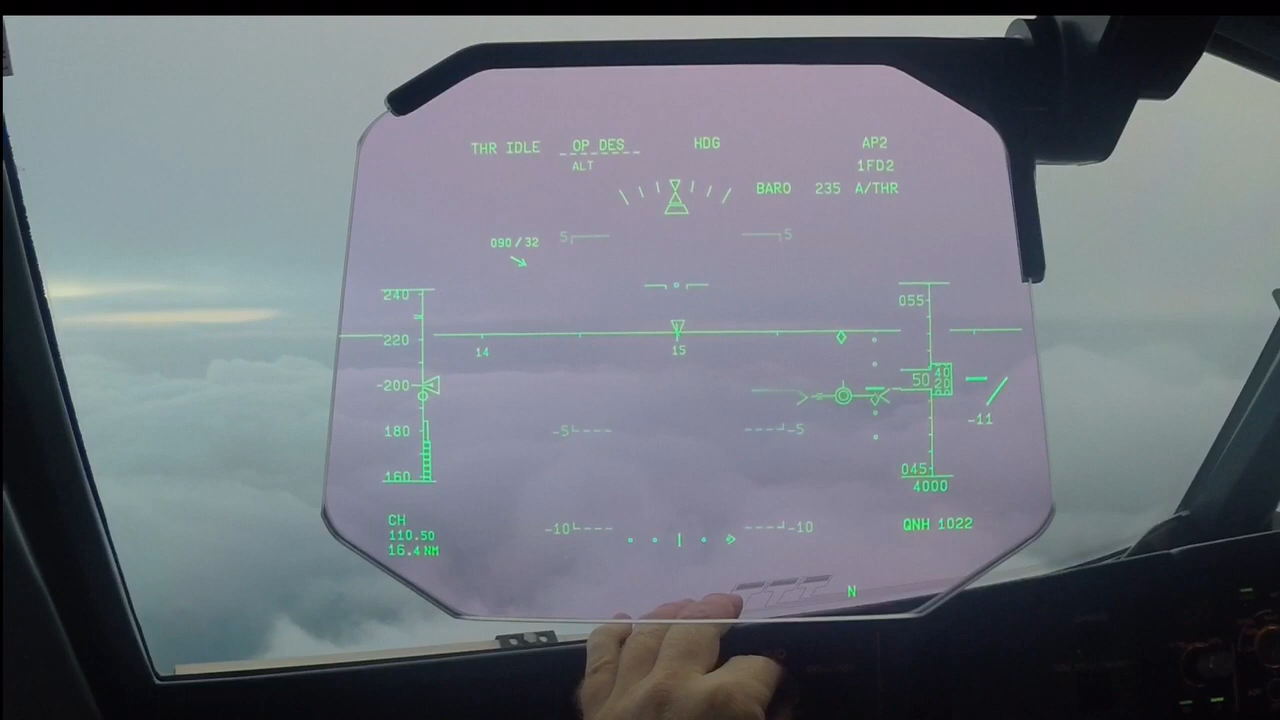 THR IDLE OP DES HDG AP2
ALT 1FD2
BARO 235 A/THR
5 5
090/32
240 055
220
14 15
-200 50 40
20
-11
180 -5 -5
160 045
4000
CH -10 -10 QNH 1022
110.50
16.4 NM
N